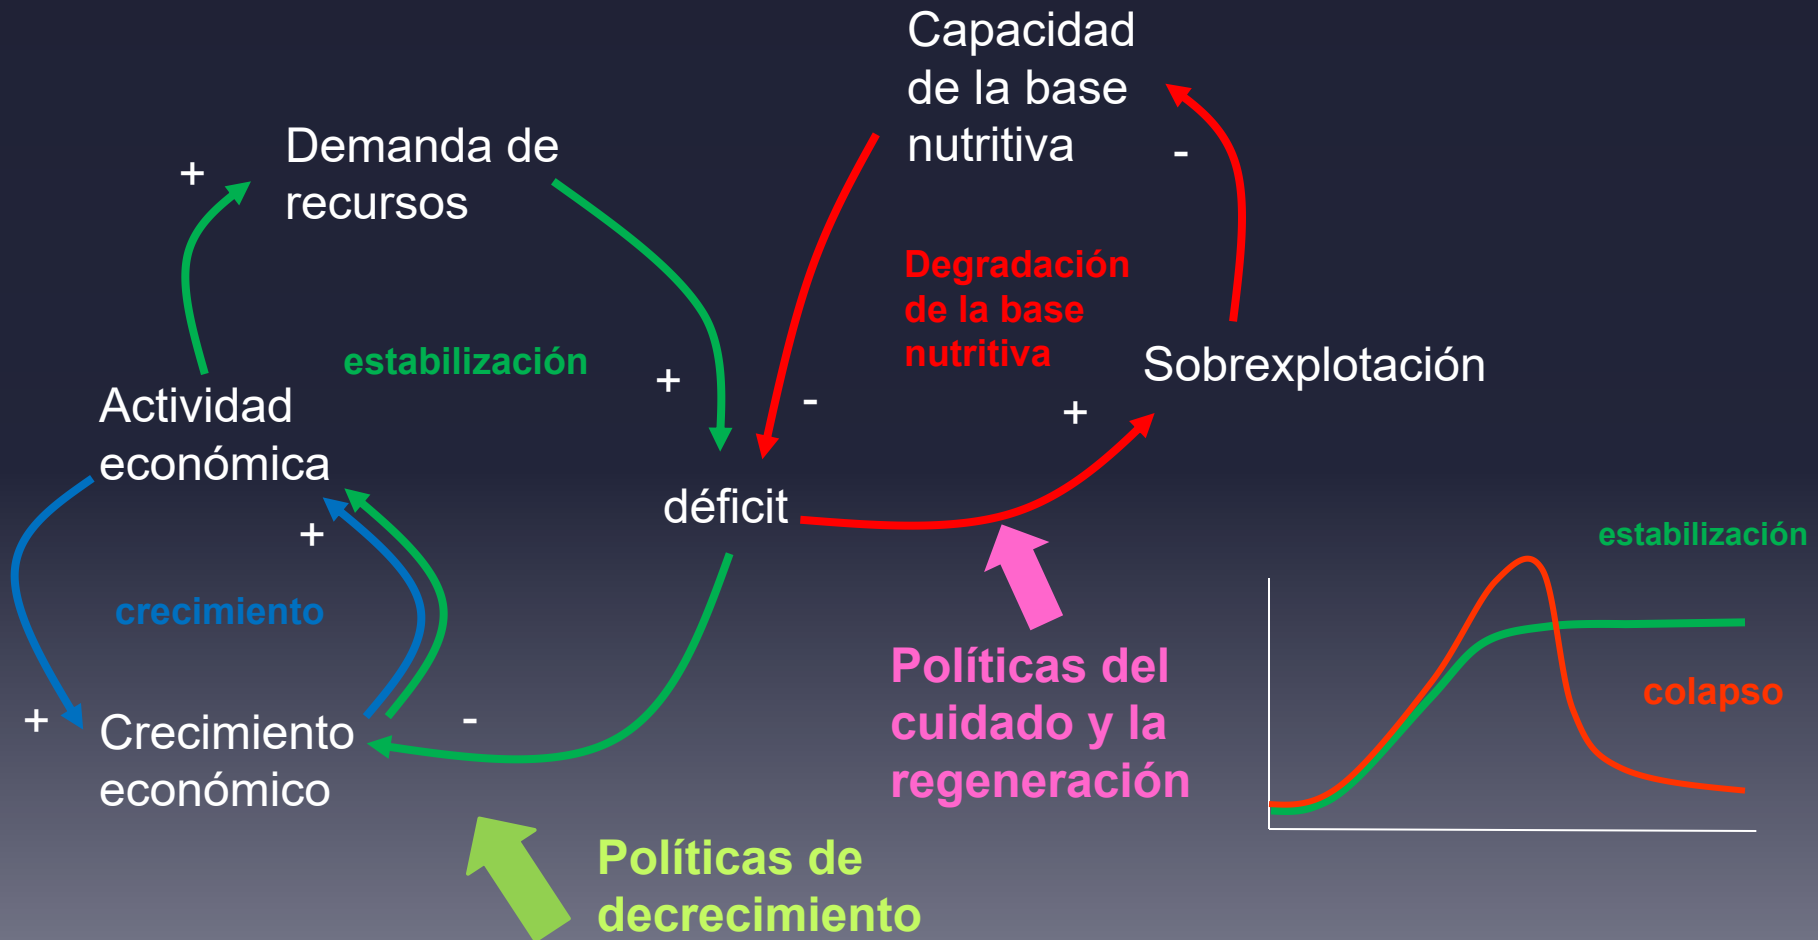 Capacidad
de la base
nutritiva
-
Demanda de
recursos
+
Degradación
de la base
nutritiva
estabilización
Sobrexplotación
+
-
+
Actividad
económica
déficit
+
estabilización
crecimiento
Políticas del
cuidado y la
regeneración
colapso
+
Crecimiento
económico
-
Políticas de
decrecimiento